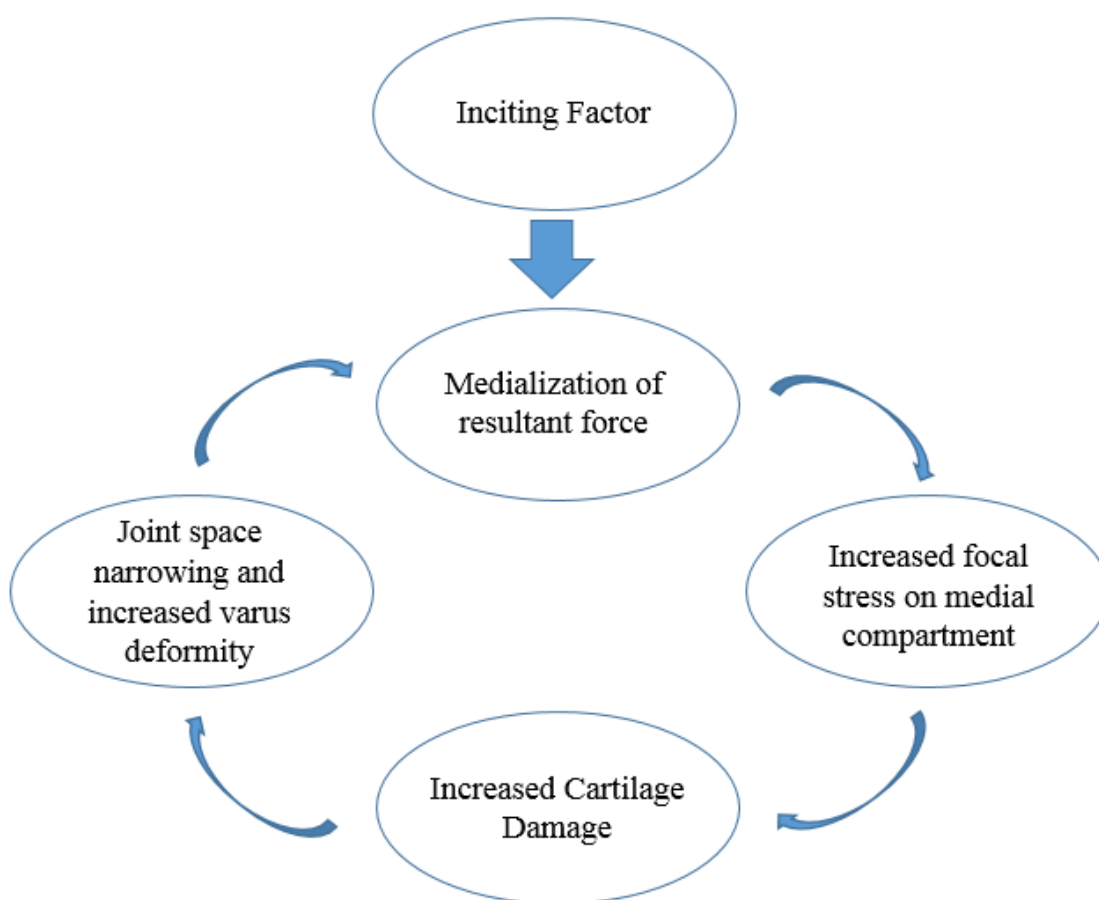 Inciting Factor
Medialization of
resultant force
Joint space
narrowing and
increased varus
deformity
Increased focal
stress on medial
compartment
Increased Cartilage
Damage